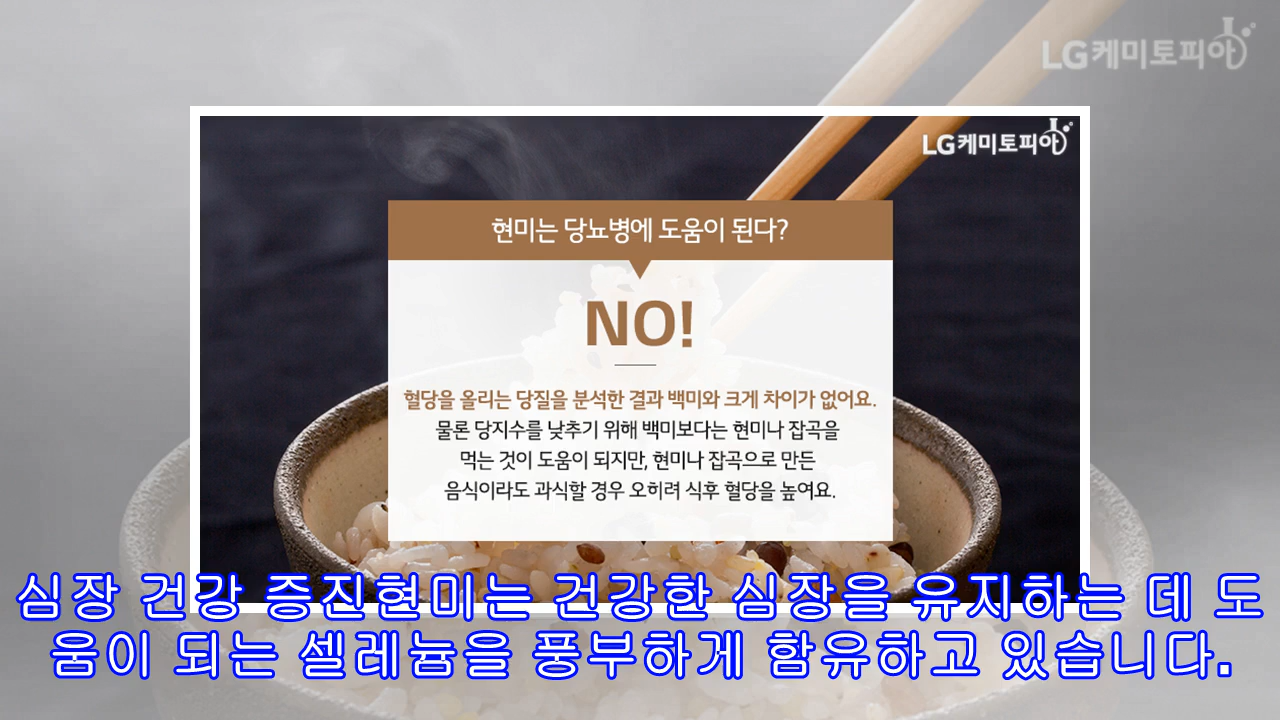 LG케미토피아
LG케미토피아
현미는 당뇨병에 도움이 된다?
NO!
혈당을 올리는 당질을 분석한 결과 백미와 크게 차이가 없어요.
물론 당지수를 낮추기 위해 백미보다는 현미나 잡곡을
먹는 것이 도움이 되지만, 현미나 잡곡으로 만든
음식이라도 과식할 경우 오히려 식후 혈당을 높여요.
심장 건강 증진현미는 건강한 심장을 유지하는 데 도
움이 되는 셀레늄을 풍부하게 함유하고 있습니다.